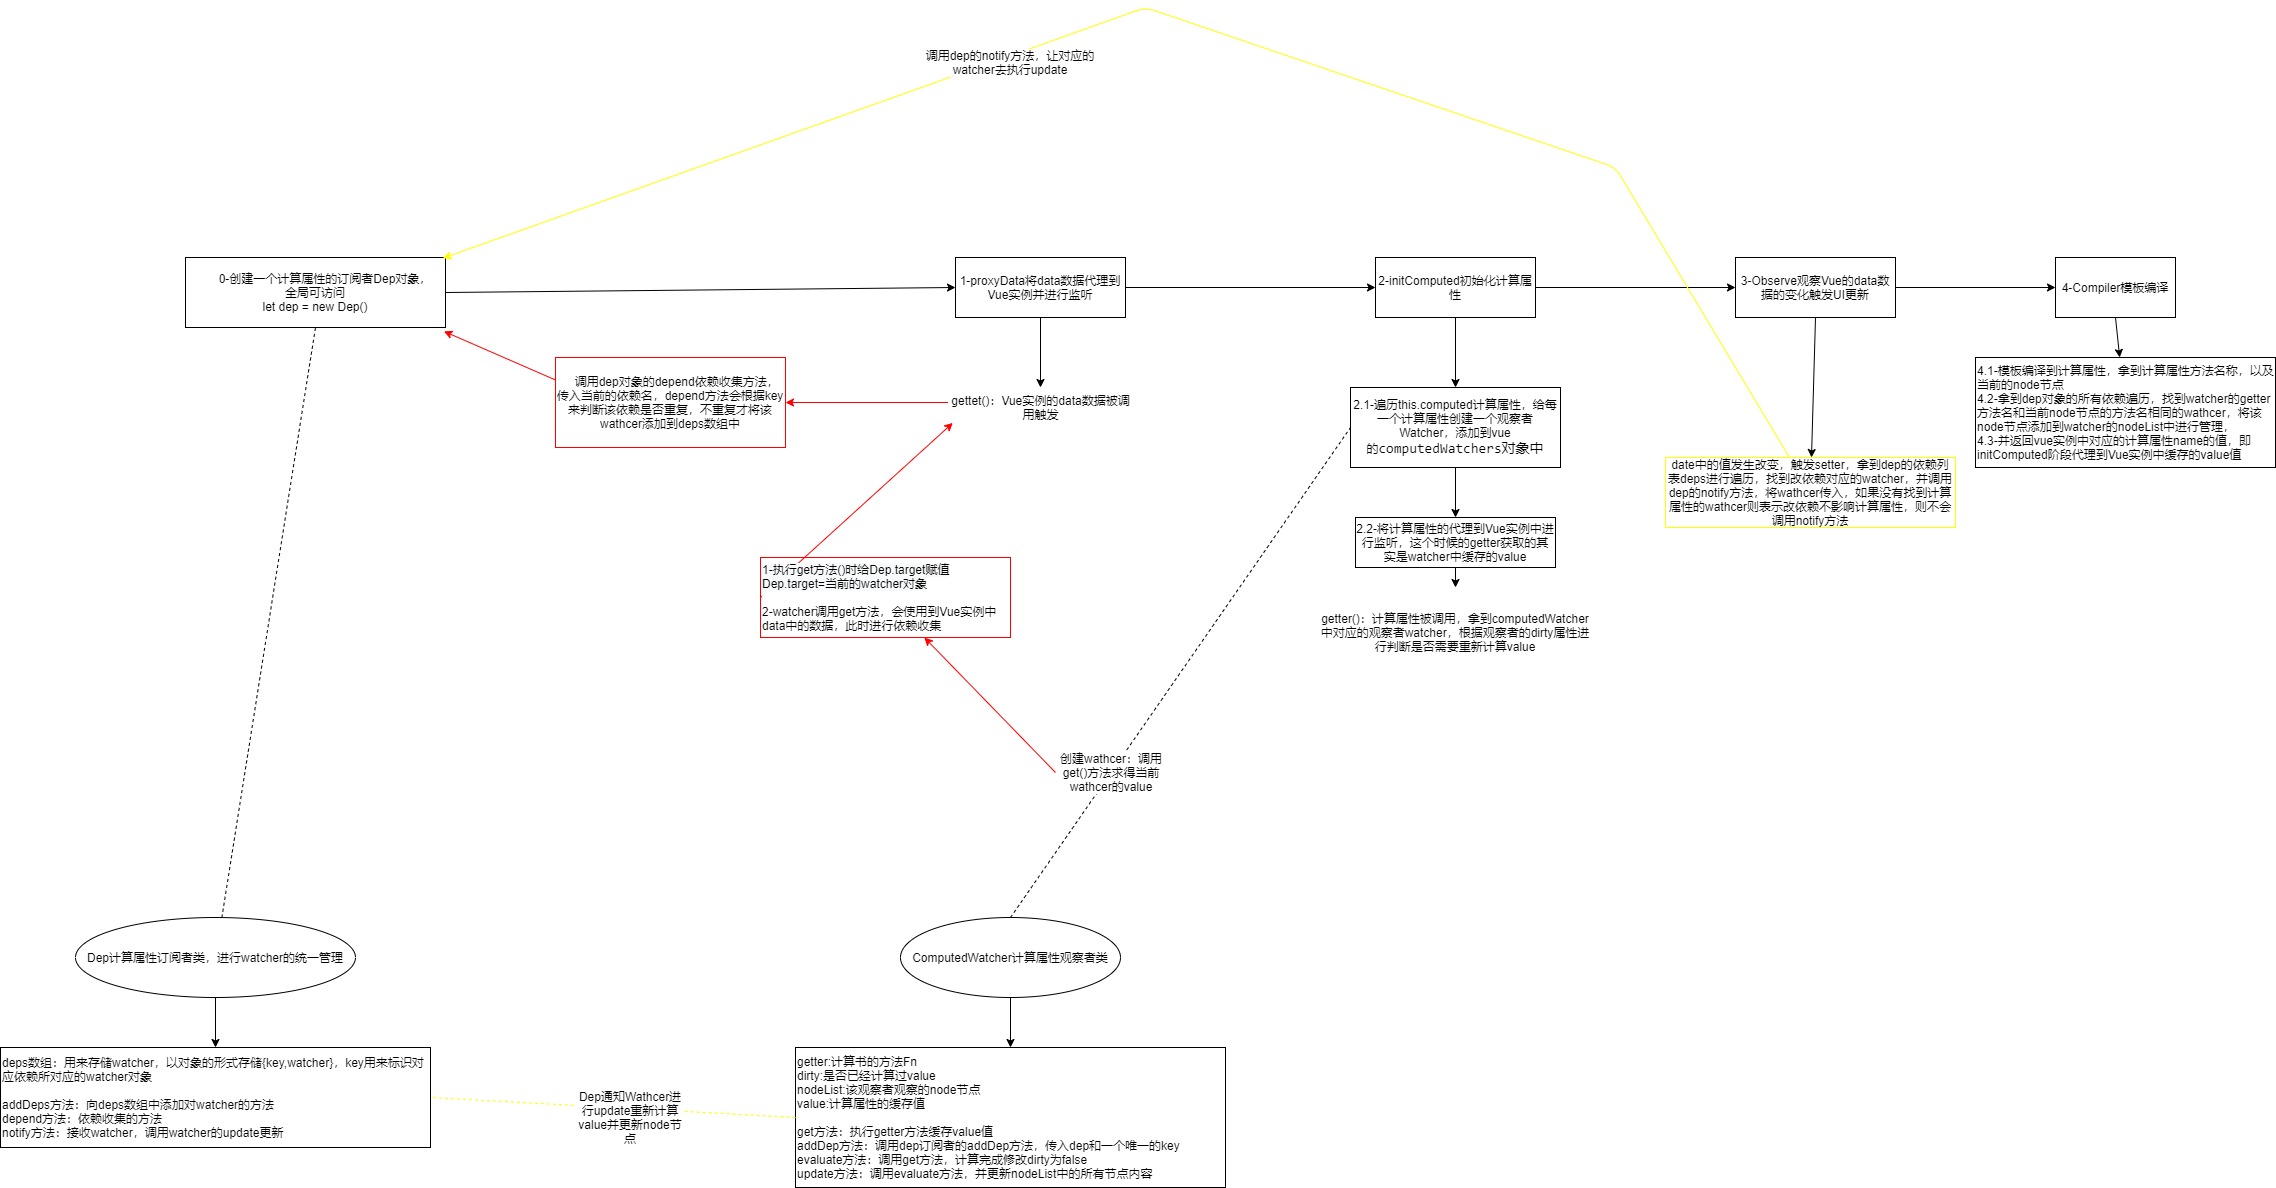 调用dep的notify方法，让对应的
watcher去执行update
0-创建一个计算属性的订阅者Dep对象，
全局可访问
let dep = new Dep()
1-proxyData将data数据代理到
Vue实例并进行监听
2-initComputed初始化计算属
性
3-Observe观察Vue的data数
据的变化触发UI更新
4-Compiler模板编译
调用dep对象的depend依赖收集方法，
传入当前的依赖名，depend方法会根据key
来判断该依赖是否重复，不重复才将该
wathcer添加到deps数组中
gettet()：Vue实例的data数据被调
用触发
2.1-遍历this.computed计算属性，给每
一个计算属性创建一个观察者
Watcher，添加到vue
的computedWatchers对象中
4.1-模板编译到计算属性，拿到计算属性方法名称，以及
当前的node节点
4.2-拿到dep对象的所有依赖遍历，找到watcher的getter
方法名和当前node节点的方法名相同的wathcer，将该
node节点添加到watcher的nodeList中进行管理，
4.3-并返回vue实例中对应的计算属性name的值，即
initComputed阶段代理到Vue实例中缓存的value值
date中的值发生改变，触发setter，拿到dep的依赖列
表deps进行遍历，找到改依赖对应的watcher，并调用
dep的notify方法，将wathcer传入，如果没有找到计算
属性的wathcer则表示改依赖不影响计算属性，则不会
调用notify方法
2.2-将计算属性的代理到Vue实例中进
行监听，这个时候的getter获取的其
实是watcher中缓存的value
1-执行get方法()时给Dep.target赋值
Dep.target=当前的watcher对象
2-watcher调用get方法，会使用到Vue实例中
data中的数据，此时进行依赖收集
getter()：计算属性被调用，拿到computedWatcher
中对应的观察者watcher，根据观察者的dirty属性进
行判断是否需要重新计算value
创建wathcer：调用
get()方法求得当前
wathcer的value
Dep计算属性订阅者类，进行watcher的统一管理
ComputedWatcher计算属性观察者类
deps数组：用来存储watcher，以对象的形式存储{key,watcher}，key用来标识对
应依赖所对应的watcher对象
addDeps方法：向deps数组中添加对watcher的方法
depend方法：依赖收集的方法
notify方法：接收watcher，调用watcher的update更新
Dep通知Wathcer进
行update重新计算
value并更新node节
点
getter:计算书的方法Fn
dirty:是否已经计算过value
nodeList:该观察者观察的node节点
value:计算属性的缓存值
get方法：执行getter方法缓存value值
addDep方法：调用dep订阅者的addDep方法，传入dep和一个唯一的key
evaluate方法：调用get方法，计算完成修改dirty为false
update方法：调用evaluate方法，并更新nodeList中的所有节点内容